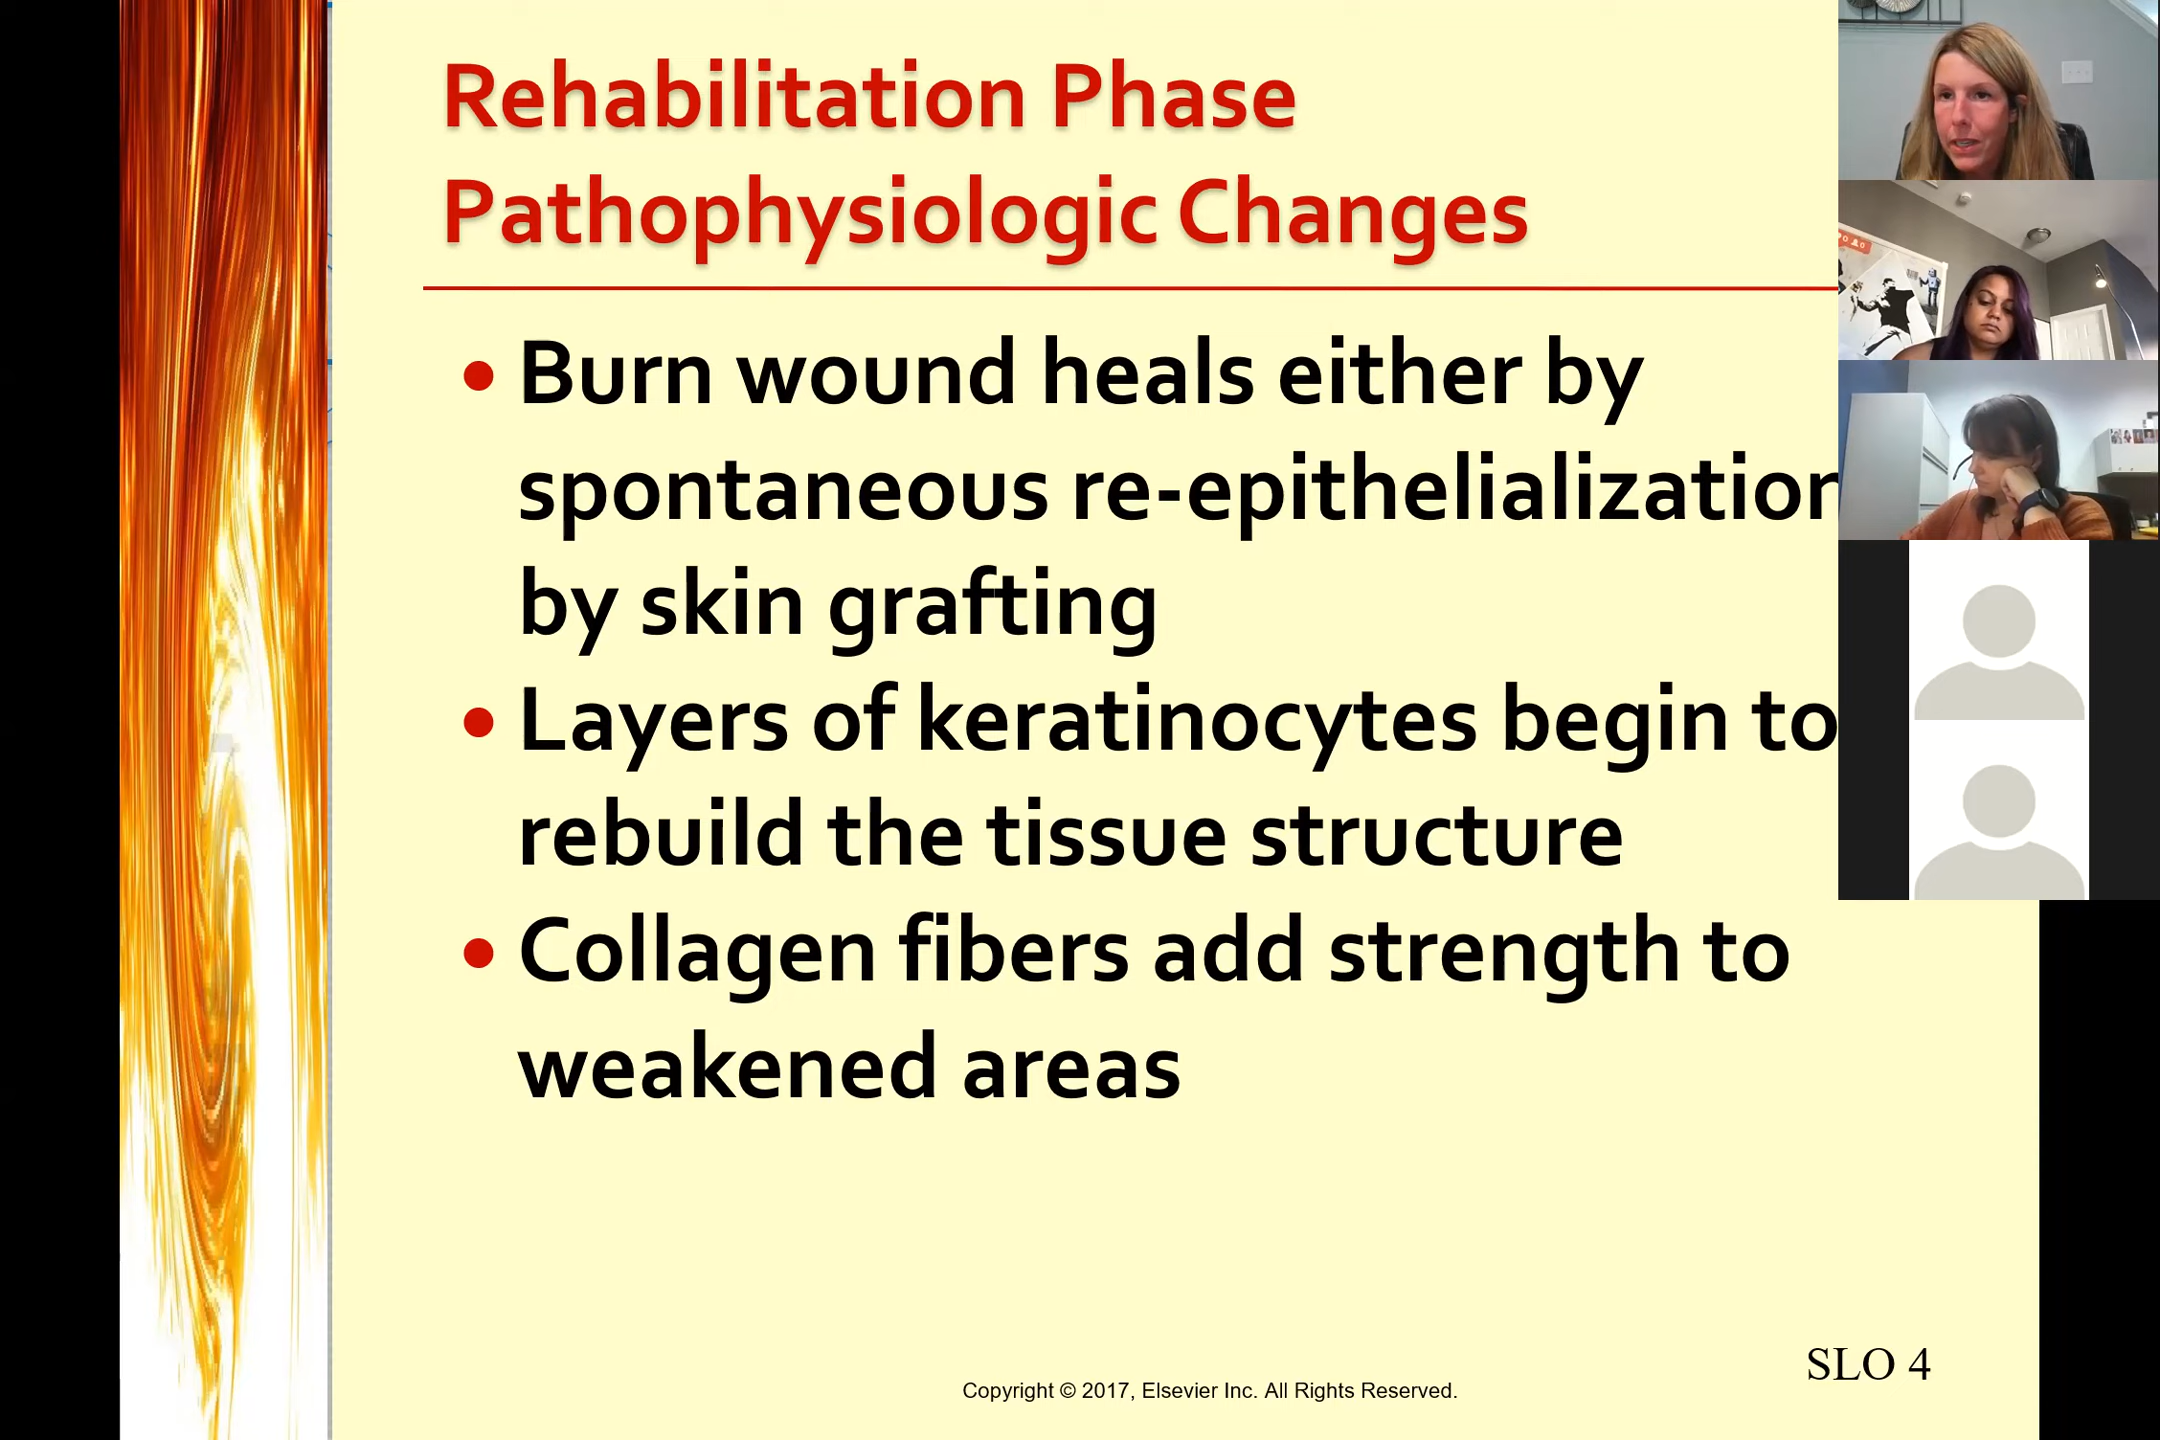 Rehabilitation Phase
Pathophysiologic Changes
• Burn wound heals either by
spontaneous re-epithelialization
by skin grafting
• Layers of keratinocytes begin to
rebuild the tissue structure
• Collagen fibers add strength to
weakened areas
SLO 4
Copyright © 2017, Elsevier Inc. All Rights Reserved.